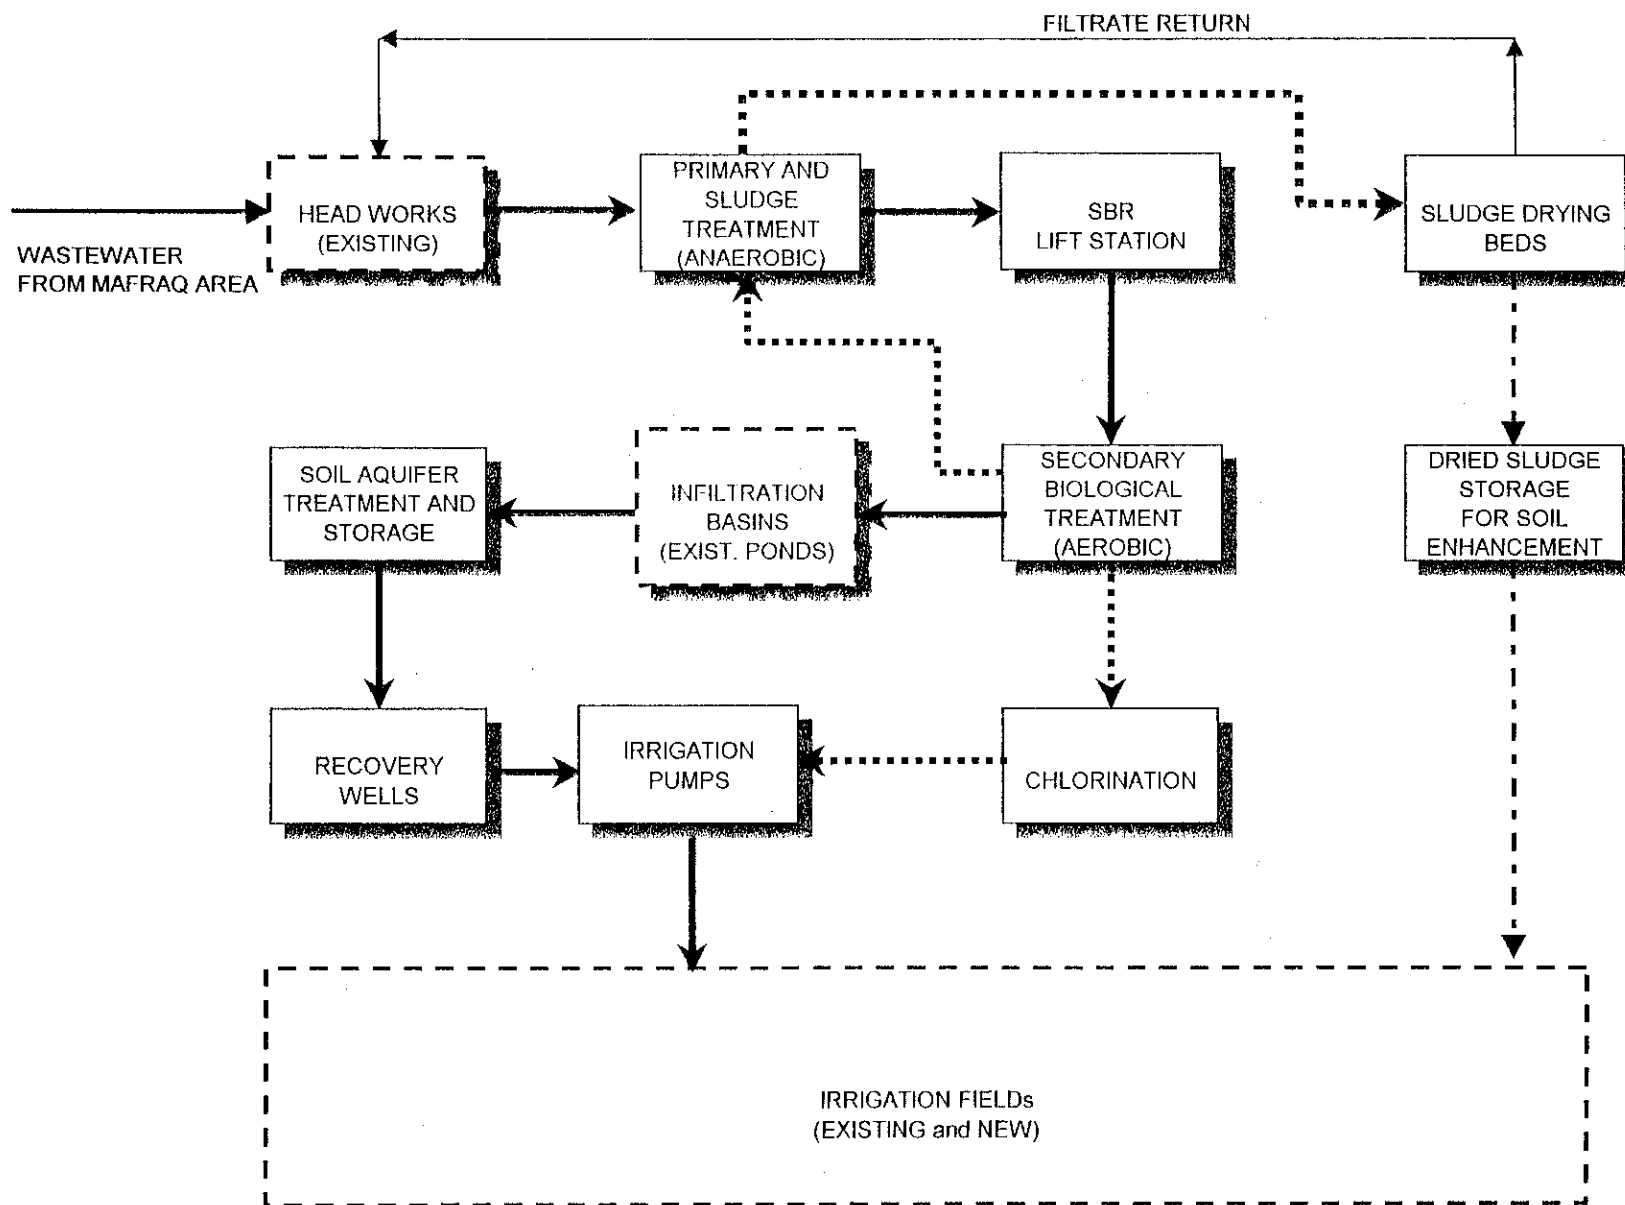 FILTRATE RETURN
WASTEWATER
FROM MAFRAQ AREA
HEAD WORKS
(EXISTING)
PRIMARY AND
SLUDGE
TREATMENT
(ANAEROBIC)
SBR
LIFT STATION
SLUDGE DRYING
BEDS
SOIL AQUIFER
TREATMENT AND
STORAGE
INFILTRATION
BASINS
(EXIST. PONDS)
SECONDARY
BIOLOGICAL
TREATMENT
(AEROBIC)
DRIED SLUDGE
STORAGE
FOR SOIL
ENHANCEMENT
RECOVERY
WELLS
IRRIGATION
PUMPS
CHLORINATION
IRRIGATION FIELDs
(EXISTING and NEW)